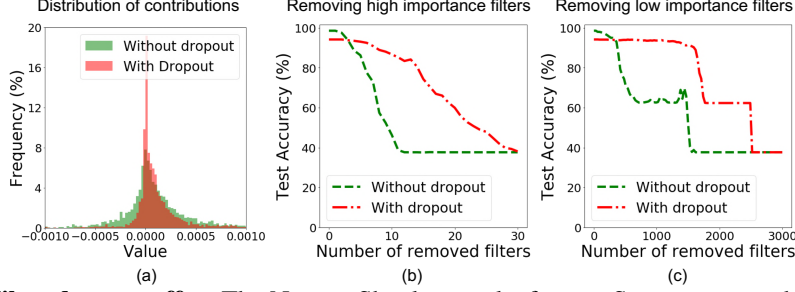 Distribution of contributions
Removing high importance filters
Removing low importance filters
20
16
12
8
4
0
Frequency (%)
Without dropout
With Dropout
−0.0010 −0.0005 0.0000 0.0005 0.0010
Value
(a)
100
80
60
40
20
0
Test Accuracy (%)
Without dropout
With dropout
0 10 20 30
Number of removed filters
(b)
100
80
60
40
20
0
Test Accuracy (%)
Without dropout
With dropout
0 1000 2000 3000
Number of removed filters
(c)